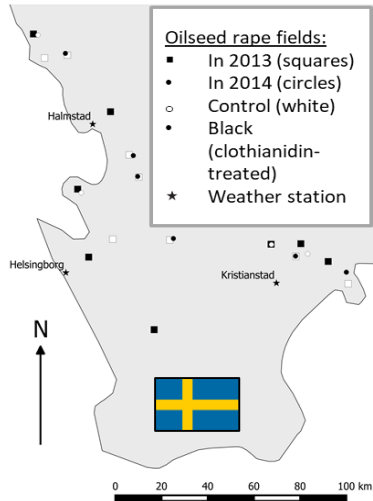 Oilseed rape fields:
In 2013 (squares)
In 2014 (circles)
Control (white)
Black
(clothianidin-
treated)
Weather station
Halmstad
Helsingborg
Kristianstad
N
0 20 40 60 80 100 km